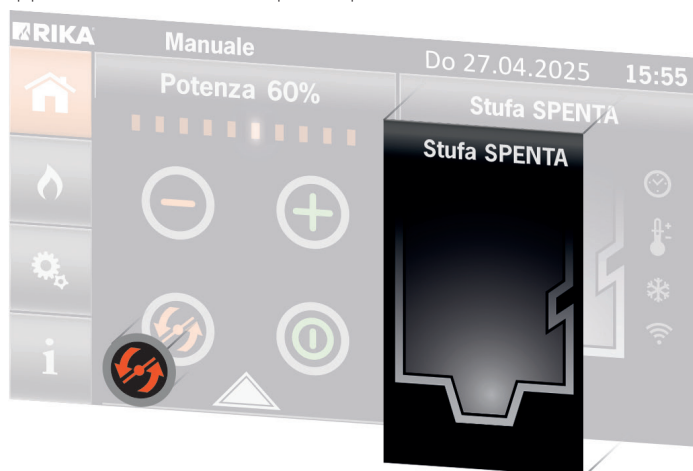 RIKA
Manuale
Do 27.04.2025 15:55
Potenza 60%
Stufa SPENTA
Stufa SPENTA